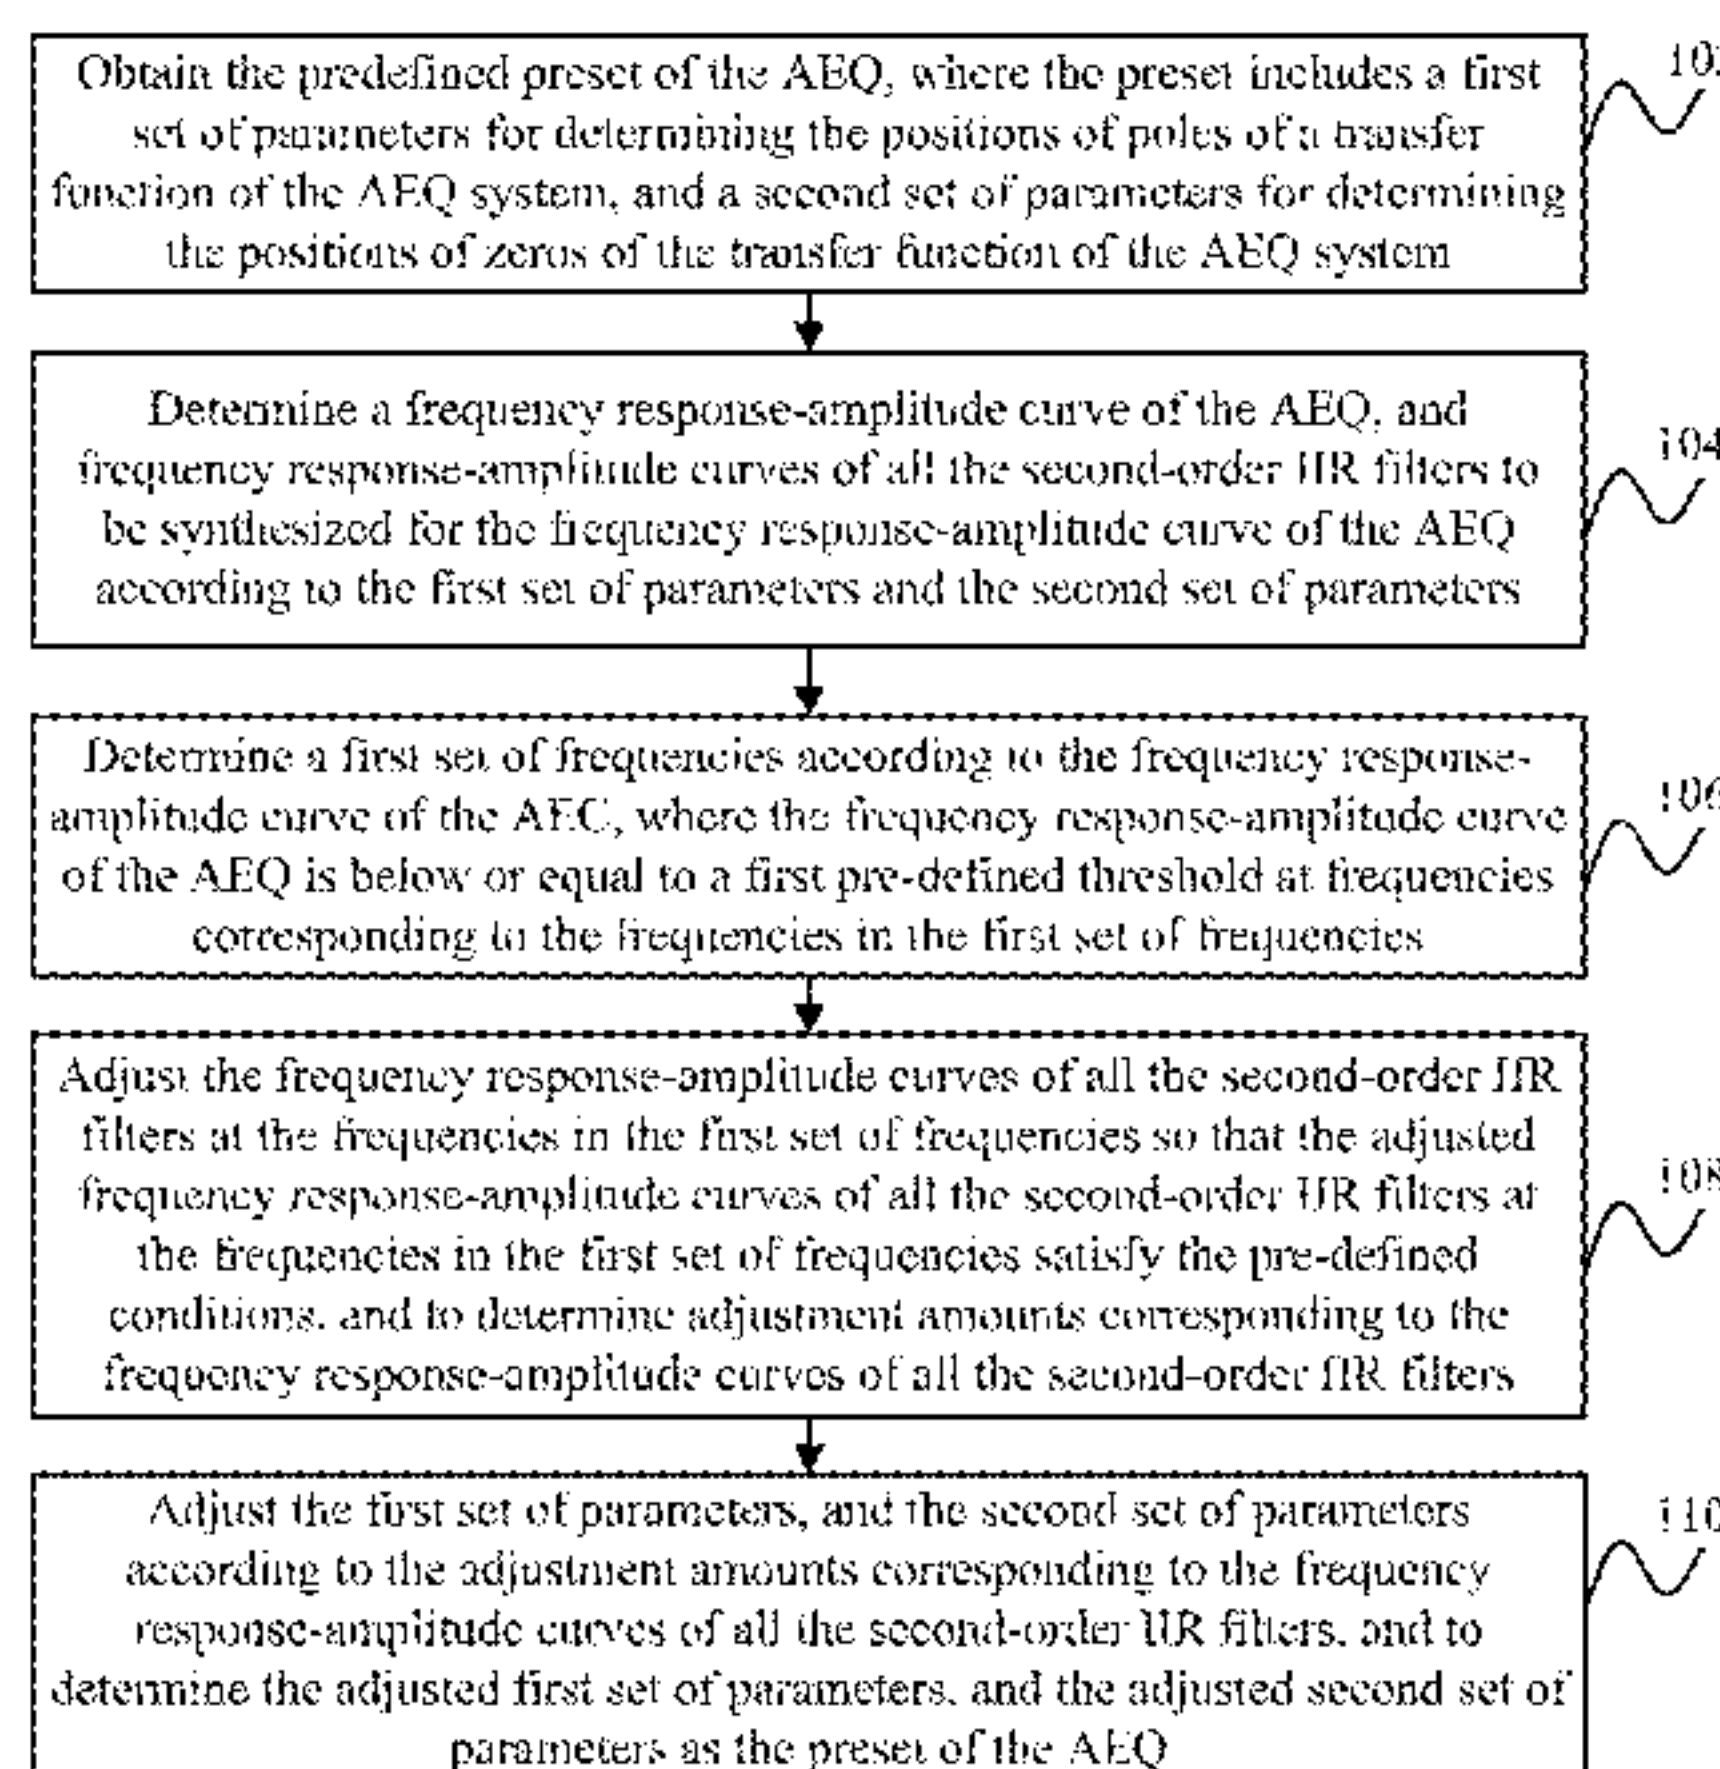 Obtain the predefined preset of the AEQ, where the preset includes a first
set of parameters for determining the positions of poles of a transfer
function of the AEQ system, and a second set of parameters for determining
the positions of zeros of the transfer function of the AEQ system
104
Determine a frequency response-amplitude curve of the AEQ, and
frequency response-amplitude curves of all the second-order IIR filters to
be synthesized for the frequency response-amplitude curve of the AEQ
according to the first set of parameters and the second set of parameters
106
Determine a first set of frequencies according to the frequency response-
amplitude curve of the AEQ, where the frequency response-amplitude curve
of the AEQ is below or equal to a first pre-defined threshold at frequencies
corresponding to the frequencies in the first set of frequencies
108
Adjust the frequency response-amplitude curves of all the second-order IIR
filters at the frequencies in the first set of frequencies so that the adjusted
frequency response-amplitude curves of all the second-order IIR filters at
the frequencies in the first set of frequencies satisfy the pre-defined
conditions, and to determine adjustment amounts corresponding to the
frequency response-amplitude curves of all the second-order IIR filters
110
Adjust the first set of parameters, and the second set of parameters
according to the adjustment amounts corresponding to the frequency
response-amplitude curves of all the second-order IIR filters, and to
determine the adjusted first set of parameters, and the adjusted second set of
parameters as the preset of the AEQ